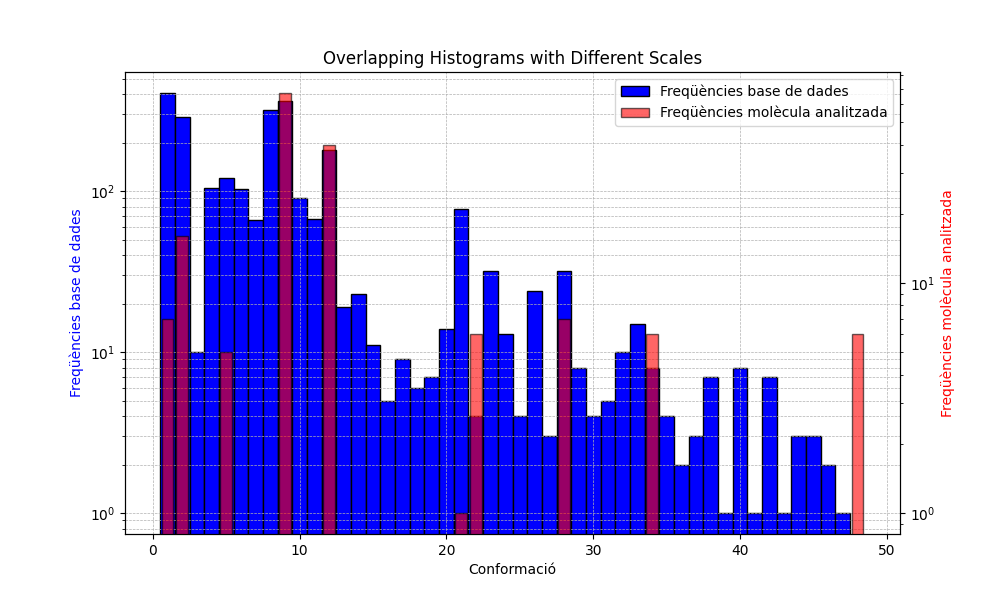 Overlapping Histograms with Different Scales
Freqüències base de dades
Freqüències molècula analitzada
Freqüències base de dades
10²
10¹
10⁰
Freqüències molècula analitzada
10¹
10⁰
0 10 20 30 40 50
Conformació